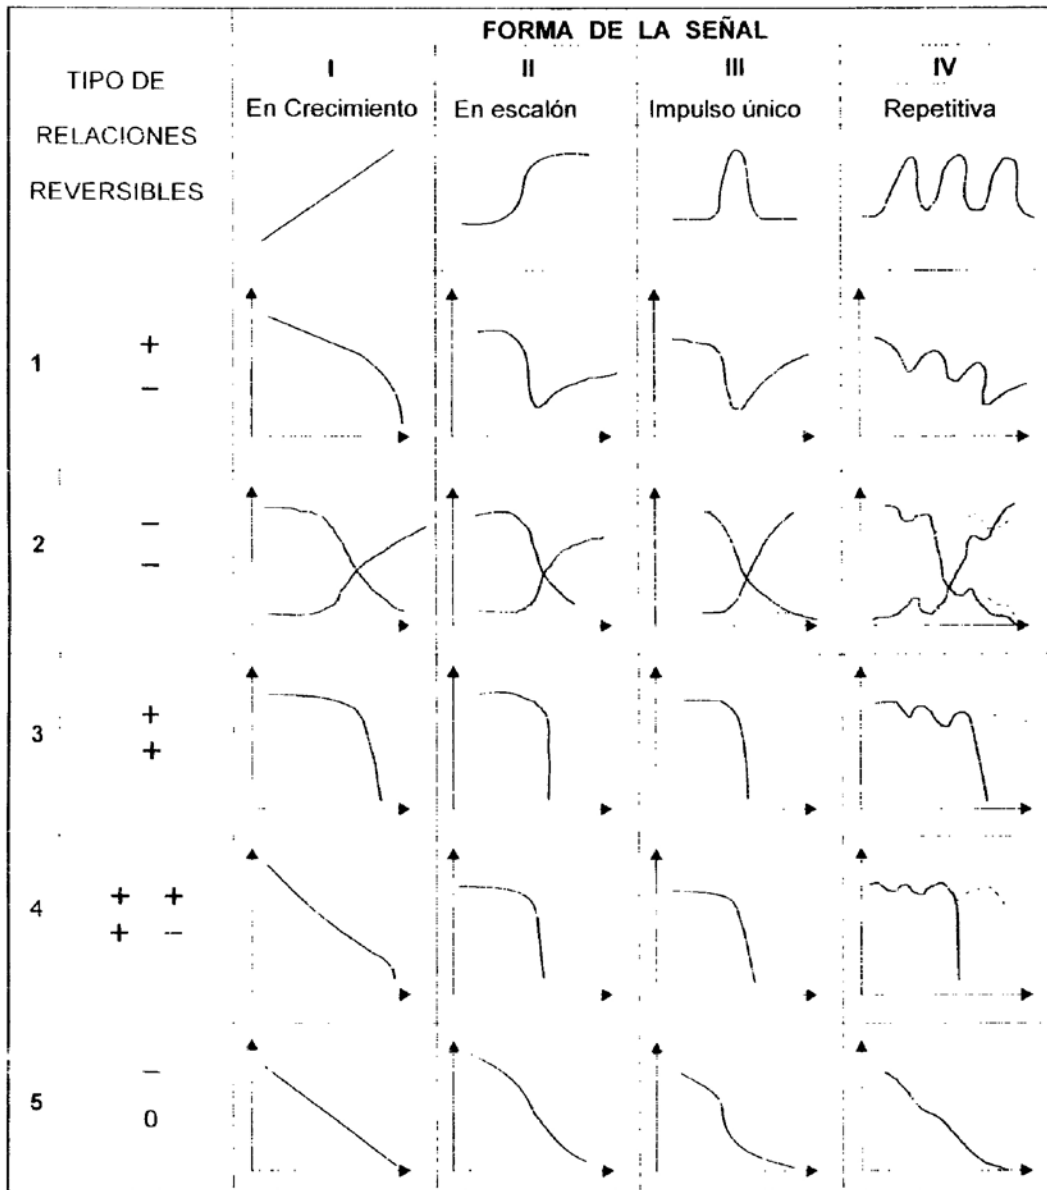 FORMA DE LA SEÑAL
TIPO DE
RELACIONES
REVERSIBLES
I
En Crecimiento
II
En escalón
III
Impulso único
IV
Repetitiva
1
+
−
2
−
−
3
+
+
4
+ +
+ −
5
−
0